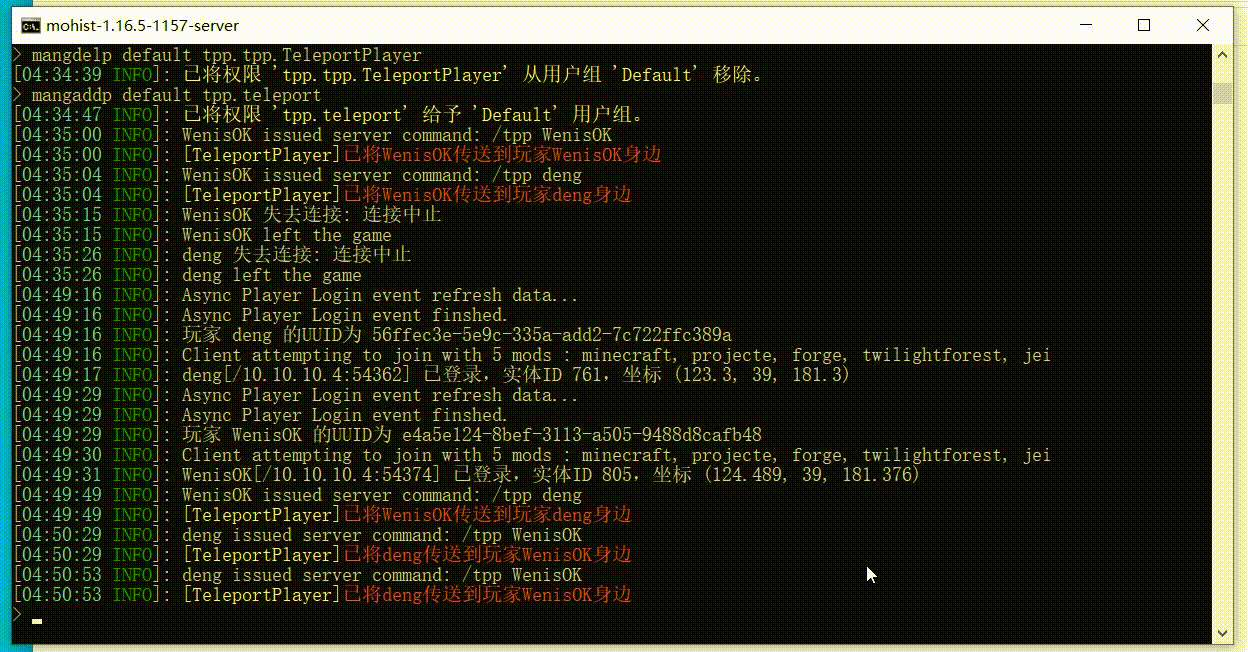 mohist-1.16.5-1157-server
> mangdelp default tpp.tpp.TeleportPlayer
[04:34:39 INFO]: 已将权限 'tpp.tpp.TeleportPlayer' 从用户组 'Default' 移除。
> mangaddp default tpp.teleport
[04:34:47 INFO]: 已将权限 'tpp.teleport' 给予 'Default' 用户组。
[04:35:00 INFO]: WenisOK issued server command: /tpp WenisOK
[04:35:00 INFO]: [TeleportPlayer]已将WenisOK传送到玩家WenisOK身边
[04:35:04 INFO]: WenisOK issued server command: /tpp deng
[04:35:04 INFO]: [TeleportPlayer]已将WenisOK传送到玩家deng身边
[04:35:15 INFO]: WenisOK 失去连接: 连接中止
[04:35:15 INFO]: WenisOK left the game
[04:35:26 INFO]: deng 失去连接: 连接中止
[04:35:26 INFO]: deng left the game
[04:49:16 INFO]: Async Player Login event refresh data...
[04:49:16 INFO]: Async Player Login event finshed.
[04:49:16 INFO]: 玩家 deng 的UUID为 56ffec3e-5e9c-335a-add2-7c722ffc389a
[04:49:16 INFO]: Client attempting to join with 5 mods : minecraft, projecte, forge, twilightforest, jei
[04:49:17 INFO]: deng[/10.10.10.4:54362] 已登录，实体ID 761，坐标 (123.3, 39, 181.3)
[04:49:29 INFO]: Async Player Login event refresh data...
[04:49:29 INFO]: Async Player Login event finshed.
[04:49:29 INFO]: 玩家 WenisOK 的UUID为 e4a5e124-8bef-3113-a505-9488d8cafb48
[04:49:30 INFO]: Client attempting to join with 5 mods : minecraft, projecte, forge, twilightforest, jei
[04:49:31 INFO]: WenisOK[/10.10.10.4:54374] 已登录，实体ID 805，坐标 (124.489, 39, 181.376)
[04:49:49 INFO]: WenisOK issued server command: /tpp deng
[04:49:49 INFO]: [TeleportPlayer]已将WenisOK传送到玩家deng身边
[04:50:29 INFO]: deng issued server command: /tpp WenisOK
[04:50:29 INFO]: [TeleportPlayer]已将deng传送到玩家WenisOK身边
[04:50:53 INFO]: deng issued server command: /tpp WenisOK
[04:50:53 INFO]: [TeleportPlayer]已将deng传送到玩家WenisOK身边
>